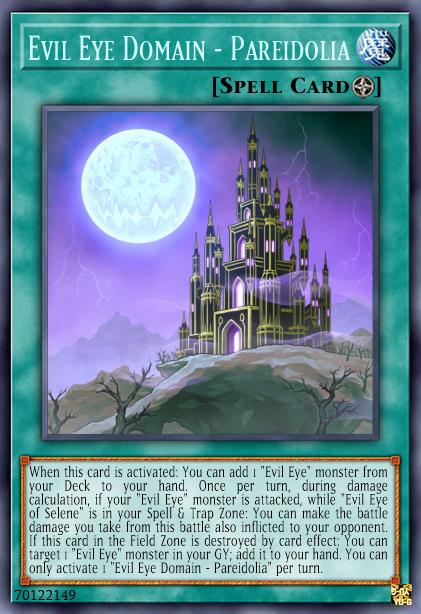 Evil Eye Domain - Pareidolia 魔
[Spell Card]
When this card is activated: You can add 1 "Evil Eye" monster from
your Deck to your hand. Once per turn, during damage
calculation, if your "Evil Eye" monster is attacked, while "Evil Eye
of Selene" is in your Spell & Trap Zone: You can make the battle
damage you take from this battle also inflicted to your opponent.
If this card in the Field Zone is destroyed by card effect: You can
target 1 "Evil Eye" monster in your GY; add it to your hand. You can
only activate 1 "Evil Eye Domain - Pareidolia" per turn.
70122149